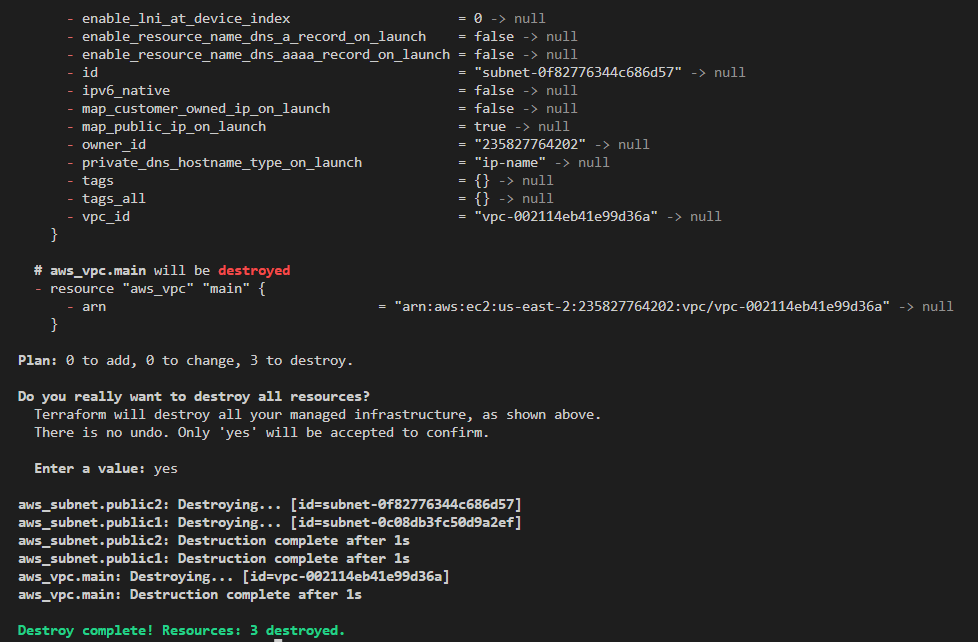 - enable_lni_at_device_index = 0 -> null
- enable_resource_name_dns_a_record_on_launch = false -> null
- enable_resource_name_dns_aaaa_record_on_launch = false -> null
- id = "subnet-0f82776344c686d57" -> null
- ipv6_native = false -> null
- map_customer_owned_ip_on_launch = false -> null
- map_public_ip_on_launch = true -> null
- owner_id = "235827764202" -> null
- private_dns_hostname_type_on_launch = "ip-name" -> null
- tags = {} -> null
- tags_all = {} -> null
- vpc_id = "vpc-002114eb41e99d36a" -> null
}
# aws_vpc.main will be destroyed
- resource "aws_vpc" "main" {
- arn = "arn:aws:ec2:us-east-2:235827764202:vpc/vpc-002114eb41e99d36a" -> null
}
Plan: 0 to add, 0 to change, 3 to destroy.
Do you really want to destroy all resources?
Terraform will destroy all your managed infrastructure, as shown above.
There is no undo. Only 'yes' will be accepted to confirm.
Enter a value: yes
aws_subnet.public2: Destroying... [id=subnet-0f82776344c686d57]
aws_subnet.public1: Destroying... [id=subnet-0c08db3fc50d9a2ef]
aws_subnet.public2: Destruction complete after 1s
aws_subnet.public1: Destruction complete after 1s
aws_vpc.main: Destroying... [id=vpc-002114eb41e99d36a]
aws_vpc.main: Destruction complete after 1s
Destroy complete! Resources: 3 destroyed.